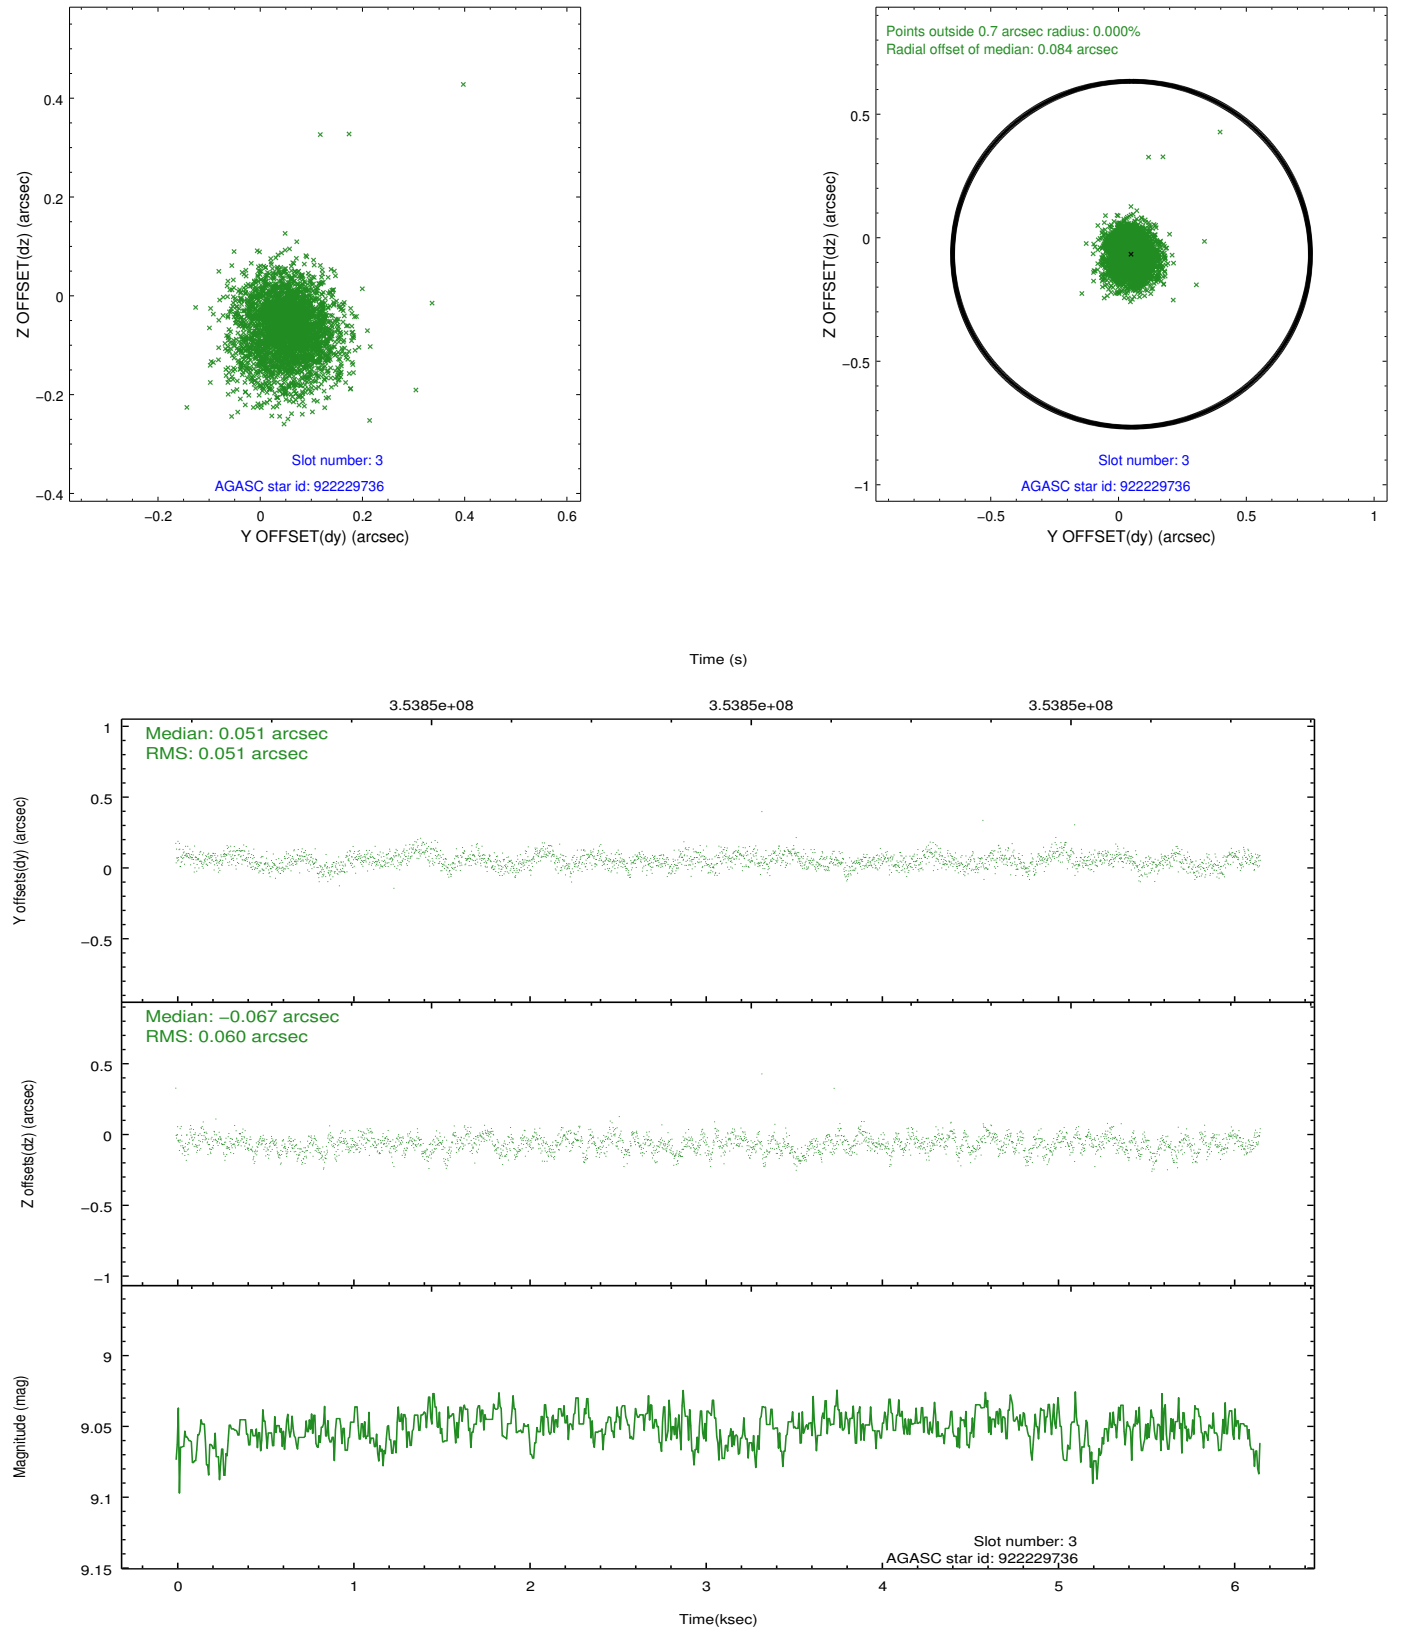 0.4
0.2
0
−0.2
−0.4
Z OFFSET(dz) (arcsec)
Slot number: 3
AGASC star id: 922229736
−0.2 0 0.2 0.4 0.6
Y OFFSET(dy) (arcsec)
Points outside 0.7 arcsec radius: 0.000%
Radial offset of median: 0.084 arcsec
0.5
0
−0.5
−1
Z OFFSET(dz) (arcsec)
Slot number: 3
AGASC star id: 922229736
−0.5 0 0.5 1
Y OFFSET(dy) (arcsec)
Time (s)
3.5385e+08 3.5385e+08 3.5385e+08
Median: 0.051 arcsec
RMS: 0.051 arcsec
1
0.5
0
−0.5
Y offsets(dy) (arcsec)
Median: −0.067 arcsec
RMS: 0.060 arcsec
0.5
0
−0.5
−1
Z offsets(dz) (arcsec)
9
9.05
9.1
9.15
Magnitude (mag)
Slot number: 3
AGASC star id: 922229736
0 1 2 3 4 5 6
Time(ksec)